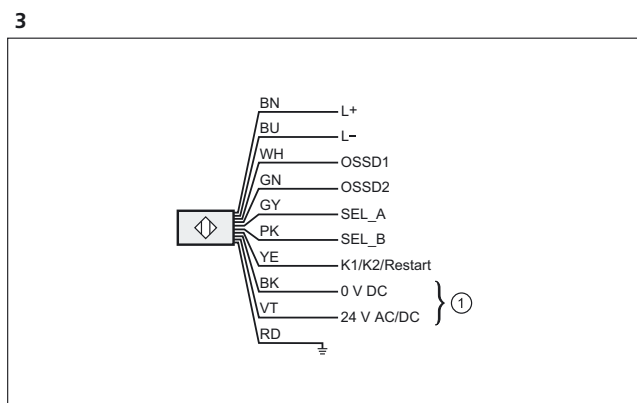 3
BN L+
BU L–
WH OSSD1
GN OSSD2
GY SEL_A
PK SEL_B
YE K1/K2/Restart
BK 0 V DC
VT 24 V AC/DC
1
RD